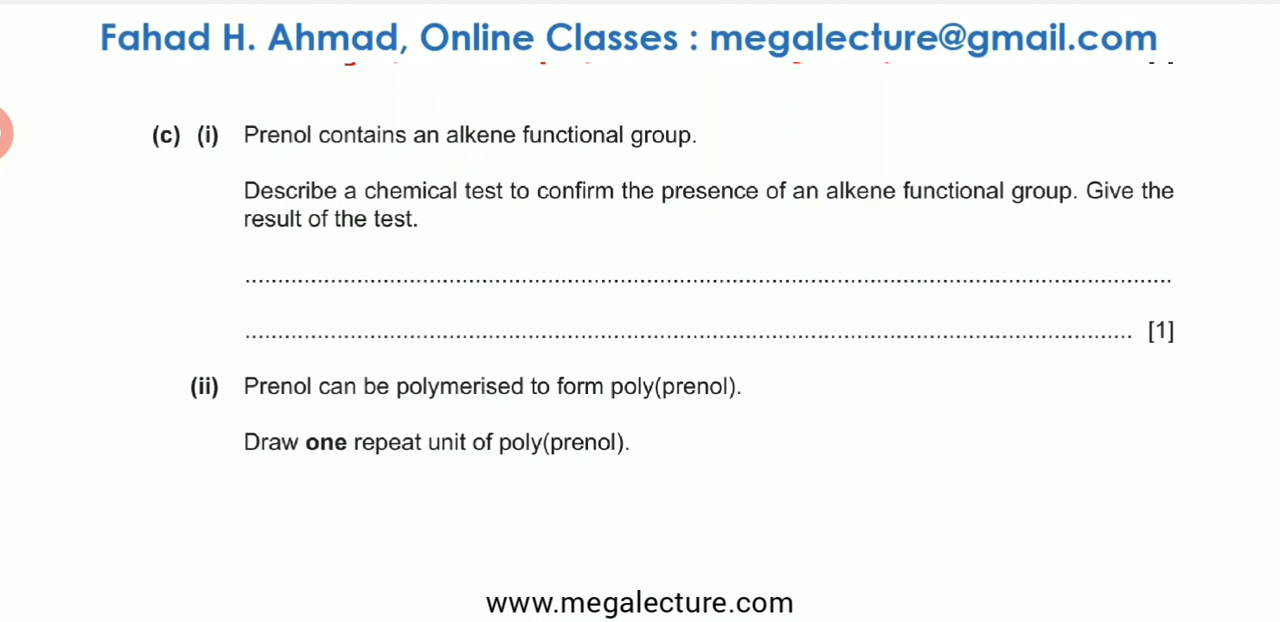 Fahad H. Ahmad, Online Classes : megalecture@gmail.com
(c) (i) Prenol contains an alkene functional group.
Describe a chemical test to confirm the presence of an alkene functional group. Give the
result of the test.
[1]
(ii) Prenol can be polymerised to form poly(prenol).
Draw one repeat unit of poly(prenol).
www.megalecture.com